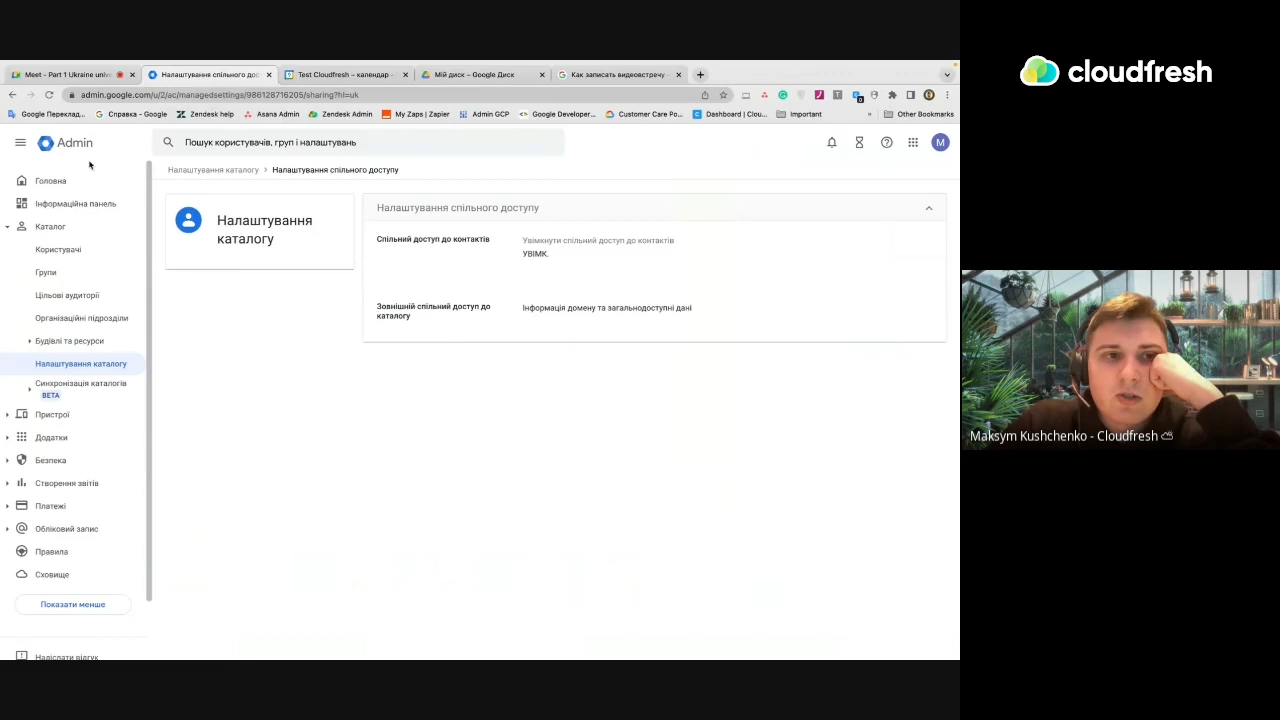 cloudfresh
Meet – Part 1 Ukraine univ
Налаштування спільного дос
Test Cloudfresh – календар -
Мій диск – Google Диск
Как записать видеовстречу -
admin.google.com/u/2/ac/managedsettings/986128716205/sharing?hl=uk
Google Переклад...
Справка - Google
Zendesk help
Asana Admin
Zendesk Admin
My Zaps | Zapier
Admin GCP
Google Developer...
Customer Care Po...
Dashboard | Clou...
Important
»
Other Bookmarks
Admin
Пошук користувачів, груп і налаштувань
M
Налаштування каталогу > Налаштування спільного доступу
Головна
Інформаційна панель
Каталог
Користувачі
Групи
Цільові аудиторії
Організаційні підрозділи
Будівлі та ресурси
Налаштування каталогу
Синхронізація каталогів
BETA
Пристрої
Додатки
Безпека
Створення звітів
Платежі
Обліковий запис
Правила
Сховище
Показати менше
Надіслати відгук
Налаштування
каталогу
Налаштування спільного доступу
Спільний доступ до контактів
Увімкнути спільний доступ до контактів
УВІМК.
Зовнішній спільний доступ до
каталогу
Інформація домену та загальнодоступні дані
Maksym Kushchenko - Cloudfresh